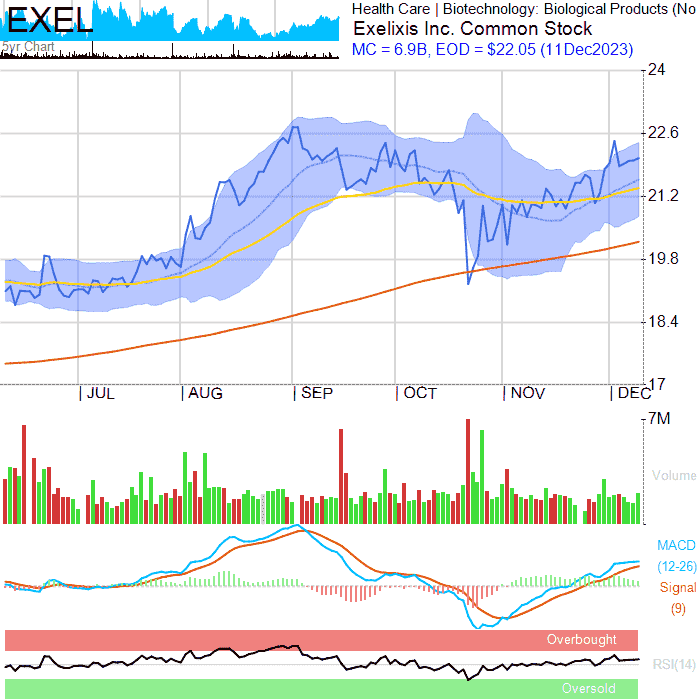 EXEL
5yr Chart
Health Care | Biotechnology: Biological Products (No
Exelixis Inc. Common Stock
MC = 6.9B, EOD = $22.05 (11Dec2023)
24
22.6
21.2
19.8
18.4
17
| JUL | AUG | SEP | OCT | NOV | DEC
7M
Volume
MACD
(12-26)
Signal
(9)
Overbought
RSI(14)
Oversold